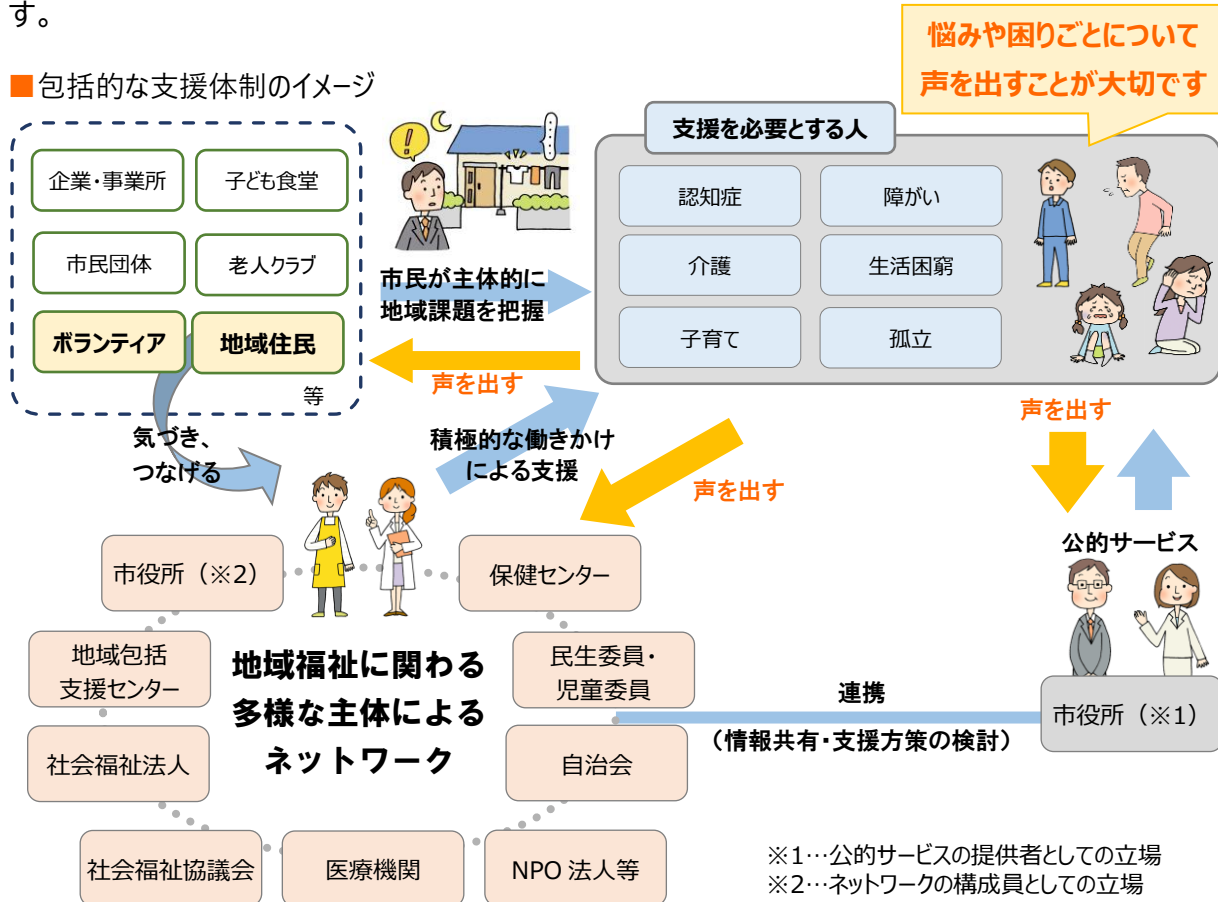 す。
悩みや困りごとについて
声を出すことが大切です
■包括的な支援体制のイメージ
企業・事業所
子ども食堂
市民団体
老人クラブ
ボランティア
地域住民
等
市民が主体的に
地域課題を把握
支援を必要とする人
認知症
障がい
介護
生活困窮
子育て
孤立
声を出す
気づき、
つなげる
積極的な働きかけ
による支援
声を出す
声を出す
公的サービス
市役所（※2）
保健センター
地域包括
支援センター
民生委員・
児童委員
地域福祉に関わる
多様な主体による
ネットワーク
社会福祉法人
自治会
連携
（情報共有・支援方策の検討）
市役所（※1）
社会福祉協議会
医療機関
NPO 法人等
※1…公的サービスの提供者としての立場
※2…ネットワークの構成員としての立場